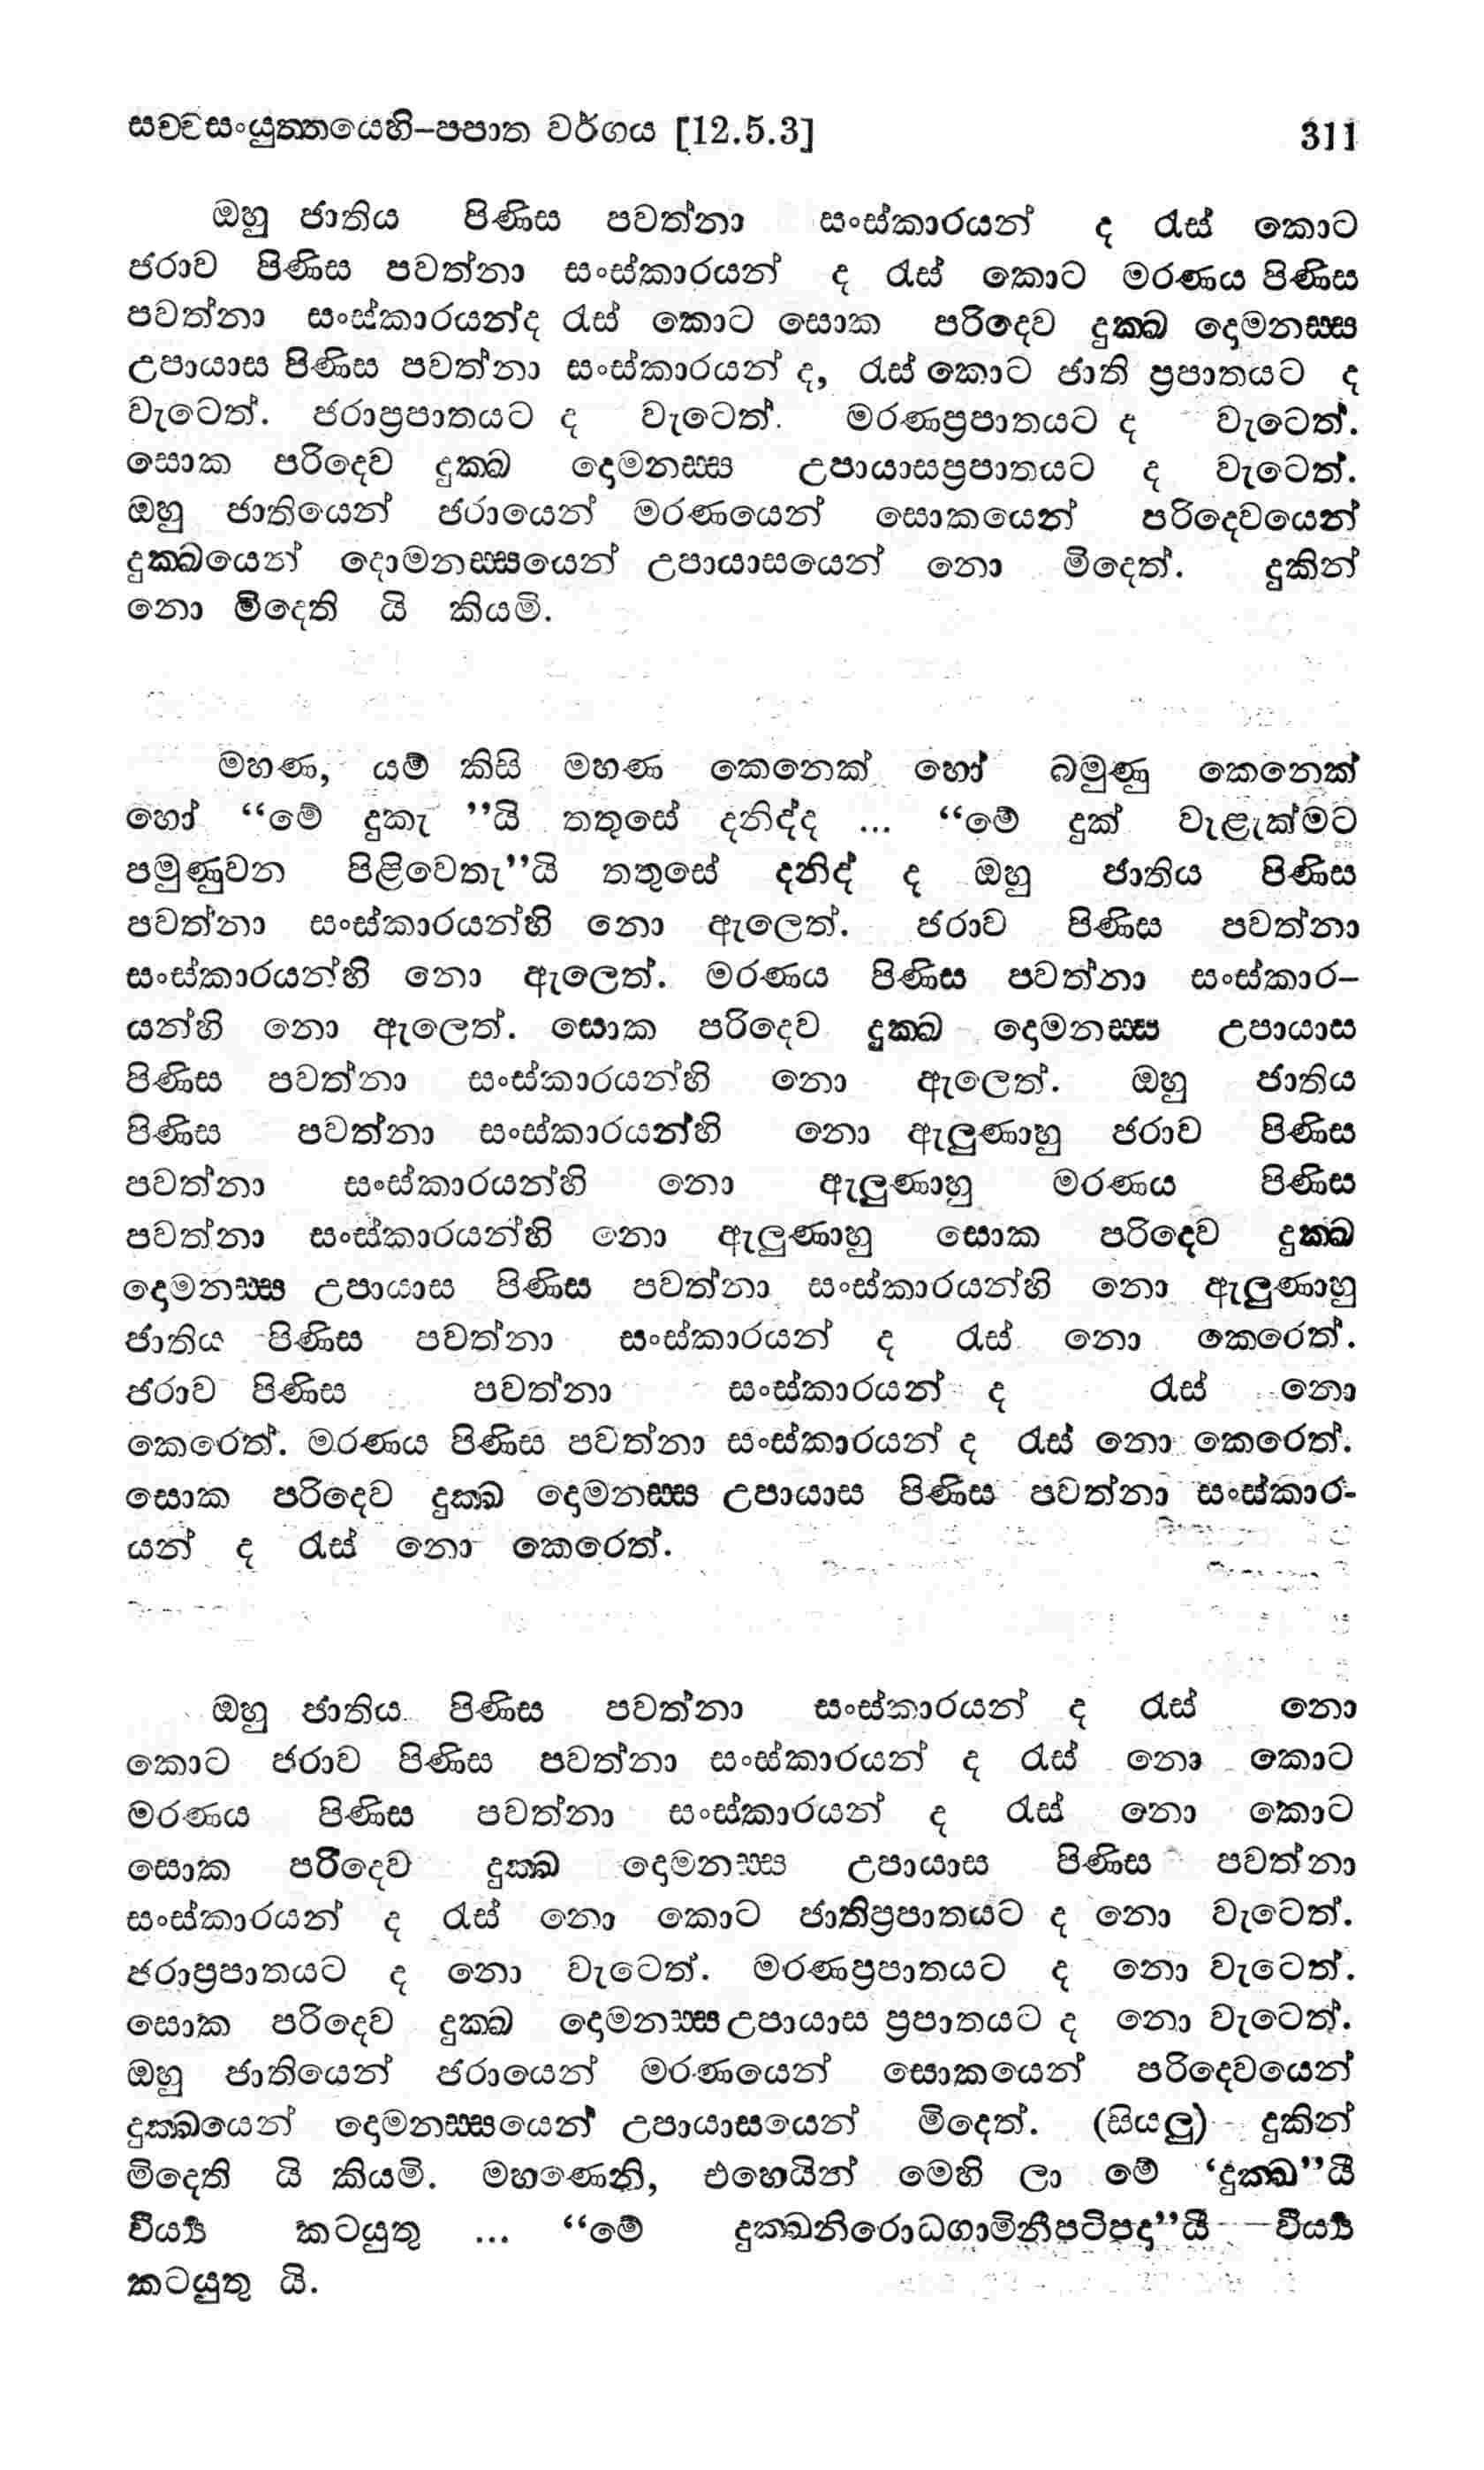 සච්චසංයුත්තයෙහි–පපාත වර්ගය [12.5.3] 311
ඔහු ජාතිය පිණිස පවත්නා සංස්කාරයන් ද රැස් කොට
ජරාව පිණිස පවත්නා සංස්කාරයන් ද රැස් කොට මරණය පිණිස
පවත්නා සංස්කාරයන්ද රැස් කොට සොක පරිදෙව දුක්ඛ දොමනස්ස
උපායාස පිණිස පවත්නා සංස්කාරයන් ද, රැස් කොට ජාති ප්‍රපාතයට ද
වැටෙත්. ජරාප්‍රපාතයට ද වැටෙත්. මරණප්‍රපාතයට ද වැටෙත්.
සොක පරිදෙව දුක්ඛ දොමනස්ස උපායාසප්‍රපාතයට ද වැටෙත්.
ඔහු ජාතියෙන් ජරායෙන් මරණයෙන් සොකයෙන් පරිදෙවයෙන්
දුක්ඛයෙන් දොමනස්සයෙන් උපායාසයෙන් නො මිදෙත්. දුකින්
නො මිදෙති යි කියමි.
මහණ, යම් කිසි මහණ කෙනෙක් හෝ බමුණු කෙනෙක්
හෝ “මේ දුකැ ”යි තතුසේ දනිද්ද ... “මේ දුක් වැළැක්මට
පමුණුවන පිළිවෙතැ”යි තතුසේ දනිද් ද ඔහු ජාතිය පිණිස
පවත්නා සංස්කාරයන්හි නො ඇලෙත්. ජරාව පිණිස පවත්නා
සංස්කාරයන්හි නො ඇලෙත්. මරණය පිණිස පවත්නා සංස්කාර–
යන්හි නො ඇලෙත්. සොක පරිදෙව දුක්ඛ දොමනස්ස උපායාස
පිණිස පවත්නා සංස්කාරයන්හි නො ඇලෙත්. ඔහු ජාතිය
පිණිස පවත්නා සංස්කාරයන්හි නො ඇලුණාහු ජරාව පිණිස
පවත්නා සංස්කාරයන්හි නො ඇලුණාහු මරණය පිණිස
පවත්නා සංස්කාරයන්හි නො ඇලුණාහු සොක පරිදෙව දුක්ඛ
දොමනස්ස උපායාස පිණිස පවත්නා සංස්කාරයන්හි නො ඇලුණාහු
ජාතිය පිණිස පවත්නා සංස්කාරයන් ද රැස් නො කෙරෙත්.
ජරාව පිණිස පවත්නා සංස්කාරයන් ද රැස් නො
කෙරෙත්. මරණය පිණිස පවත්නා සංස්කාරයන් ද රැස් නො කෙරෙත්.
සොක පරිදෙව දුක්ඛ දොමනස්ස උපායාස පිණිස පවත්නා සංස්කාර-
යන් ද රැස් නො කෙරෙත්.
ඔහු ජාතිය පිණිස පවත්නා සංස්කාරයන් ද රැස් නො
කොට ජරාව පිණිස පවත්නා සංස්කාරයන් ද රැස් නො කොට
මරණය පිණිස පවත්නා සංස්කාරයන් ද රැස් නො කොට
සොක පරිදෙව දුක්ඛ දොමනස්ස උපායාස පිණිස පවත්නා
සංස්කාරයන් ද රැස් නො කොට ජාතිප්‍රපාතයට ද නො වැටෙත්.
ජරාප්‍රපාතයට ද නො වැටෙත්. මරණප්‍රපාතයට ද නො වැටෙත්.
සොක පරිදෙව දුක්ඛ දොමනස්ස උපායාස ප්‍රපාතයට ද නො වැටෙත්.
ඔහු ජාතියෙන් ජරායෙන් මරණයෙන් සොකයෙන් පරිදෙවයෙන්
දුක්ඛයෙන් දොමනස්සයෙන් උපායාසයෙන් මිදෙත්. (සියලු) දුකින්
මිදෙති යි කියමි. මහණෙනි, එහෙයින් මෙහි ලා මේ ‘දුක්ඛ”යි
වීර්‍ය්‍ය කටයුතු ... “මේ දුක්ඛනිරොධගාමිනීපටිපදා”යී වීර්‍ය්‍ය
කටයුතු යි.